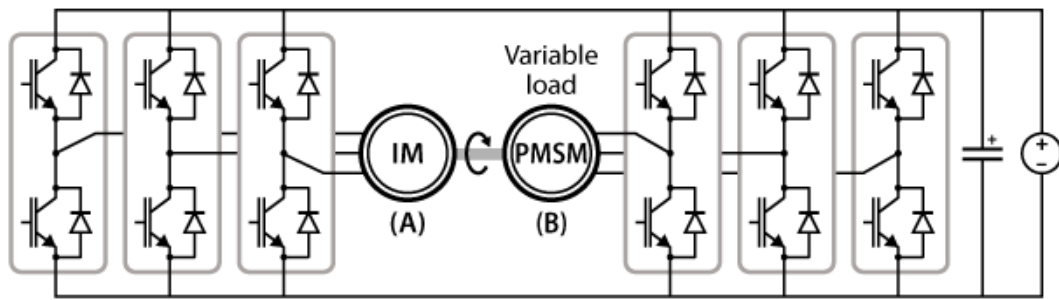 Variable
load
IM
PMSM
(A)
(B)
+
+
−